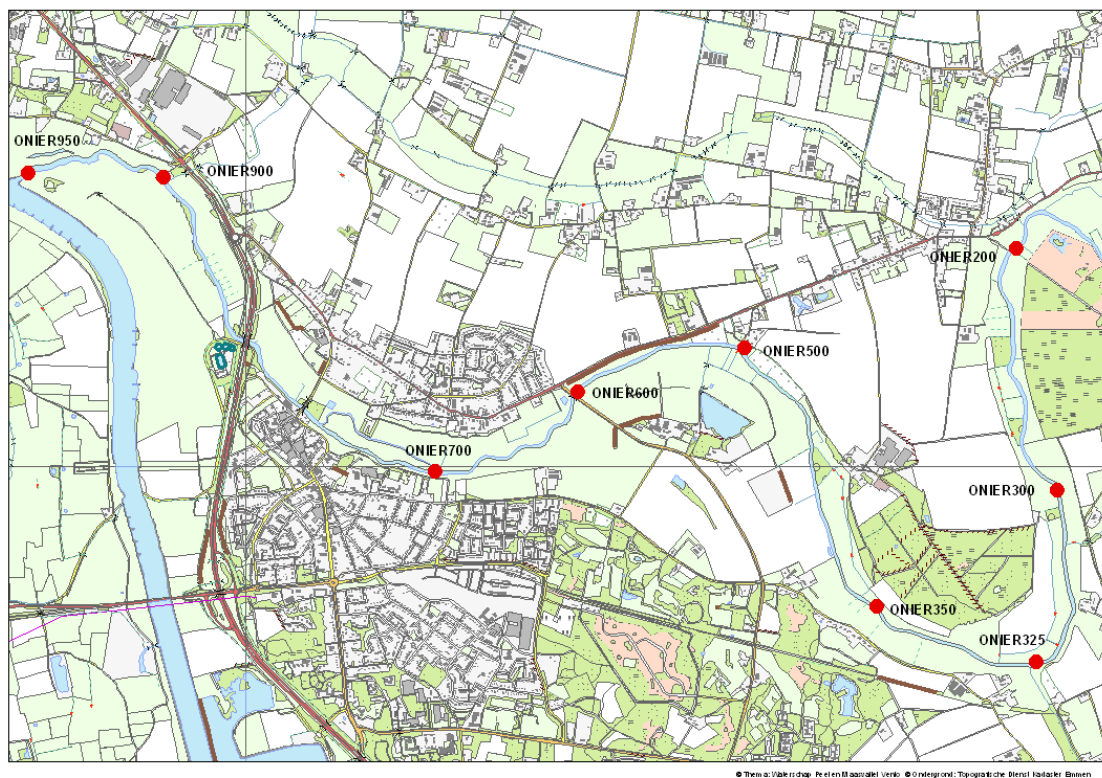 ONIER950
ONIER900
ONIER200
ONIER500
ONIER600
ONIER700
ONIER300
ONIER350
ONIER325
© Thema: Waterschap Peel en Maasvallei Venlo © Ondergrond: Topografische Dienst Kadaster Emmen